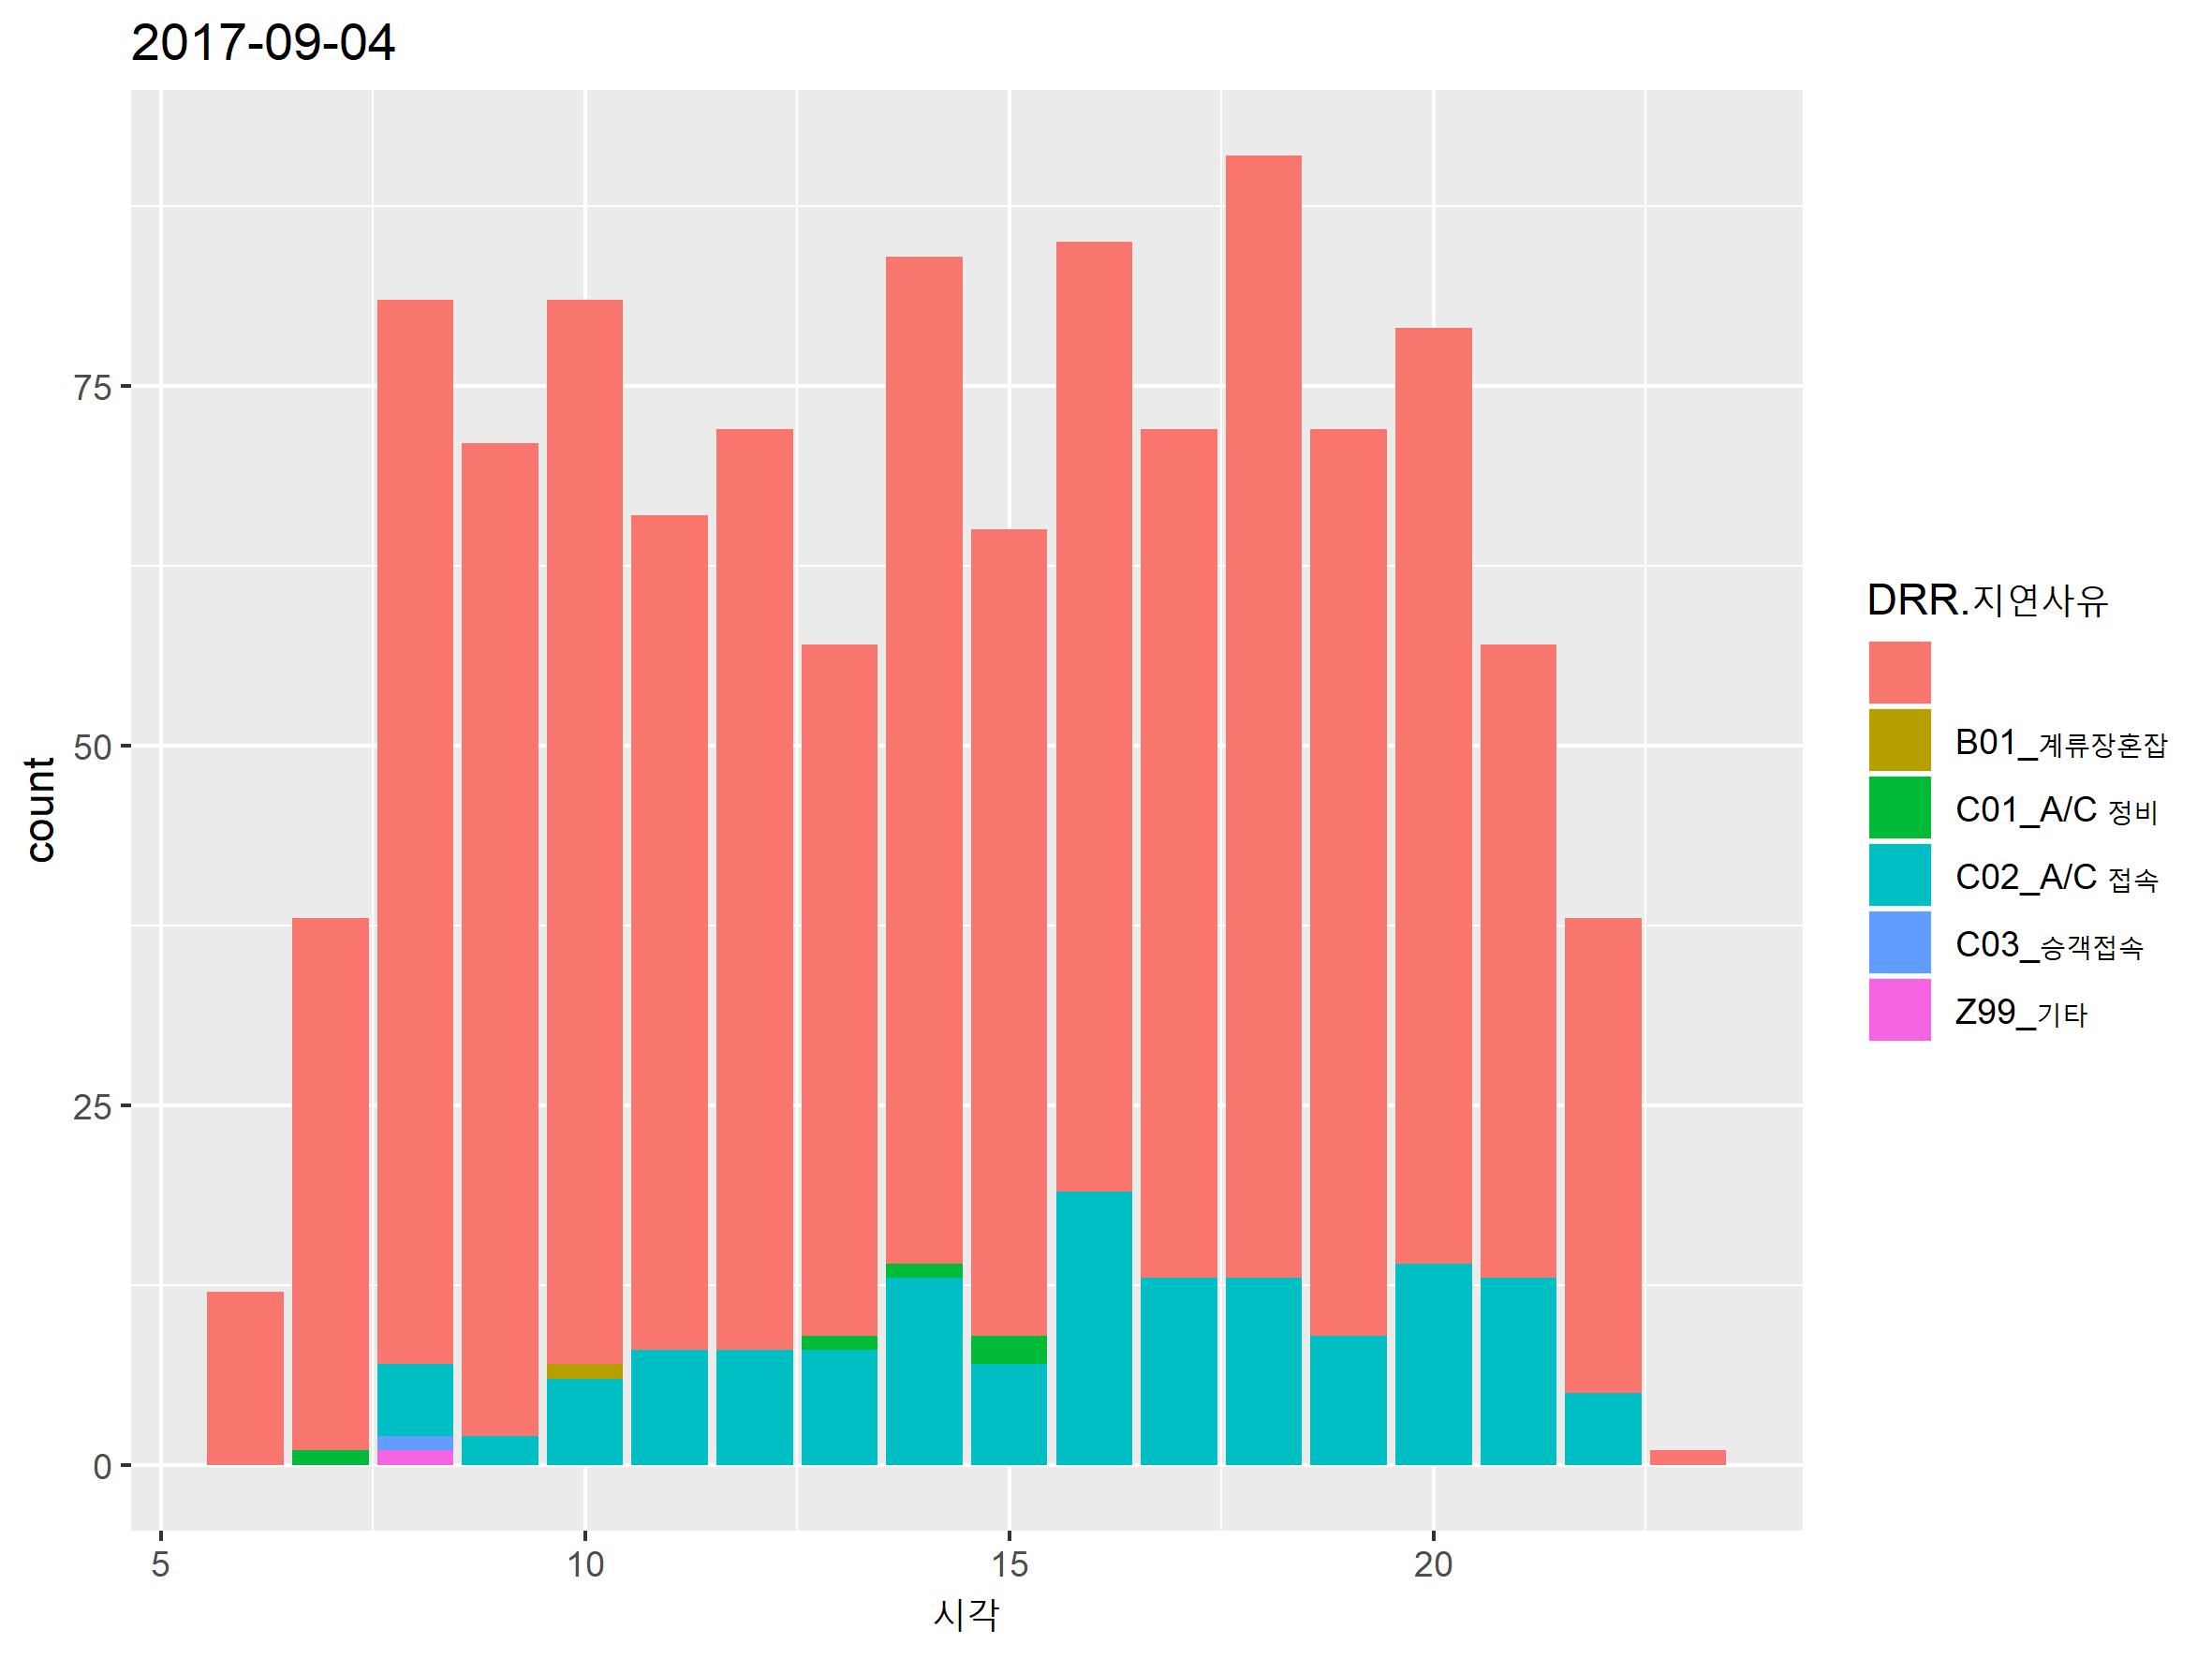 2017-09-04
count
75
50
25
0
5 10 15 20
시각
DRR.지연사유
B01_계류장혼잡
C01_A/C 정비
C02_A/C 접속
C03_승객접속
Z99_기타